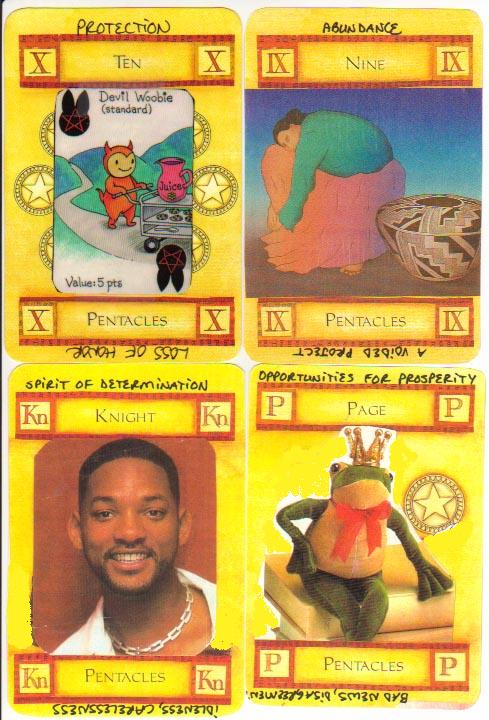 PROTECTION
X TEN X
Devil Woobie
(standard)
Juice
Value: 5 pts
X PENTACLES X
LOSS OF HONOR
ABUNDANCE
IX NINE IX
IX PENTACLES IX
A VOIDED PROJECT
SPIRIT OF DETERMINATION
Kn KNIGHT Kn
Kn PENTACLES Kn
IDLENESS, CARELESSNESS
OPPORTUNITIES FOR PROSPERITY
P PAGE P
P PENTACLES P
BAD NEWS, DISAGREEMENT